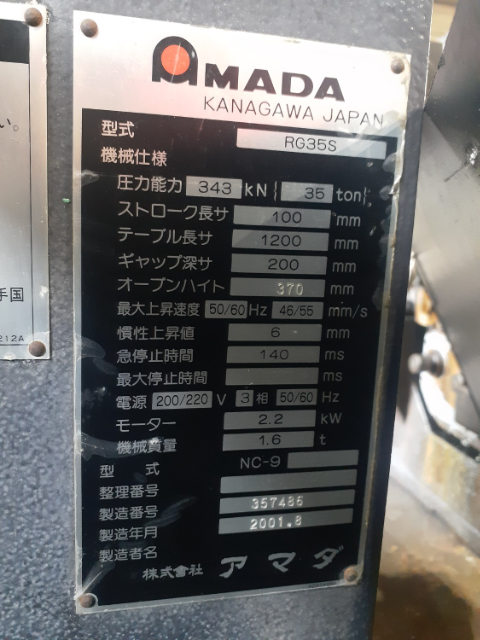 AMADA
KANAGAWA JAPAN
型式 RG35S
機械仕様
圧力能力 343 kN { 35 ton }
ストローク長サ 100 mm
テーブル長サ 1200 mm
ギャップ深サ 200 mm
オープンハイト 370 mm
最大上昇速度 50/60 Hz 46/55 mm/s
慣性上昇値 6 mm
急停止時間 140 ms
最大停止時間 ms
電源 200/220 V 3 相 50/60 Hz
モーター 2.2 kW
機械質量 1.6 t
型式 NC-9
整理番号
製造番号 357486
製造年月 2001.8
製造者名
株式会社 アマダ
い。
手国
212A